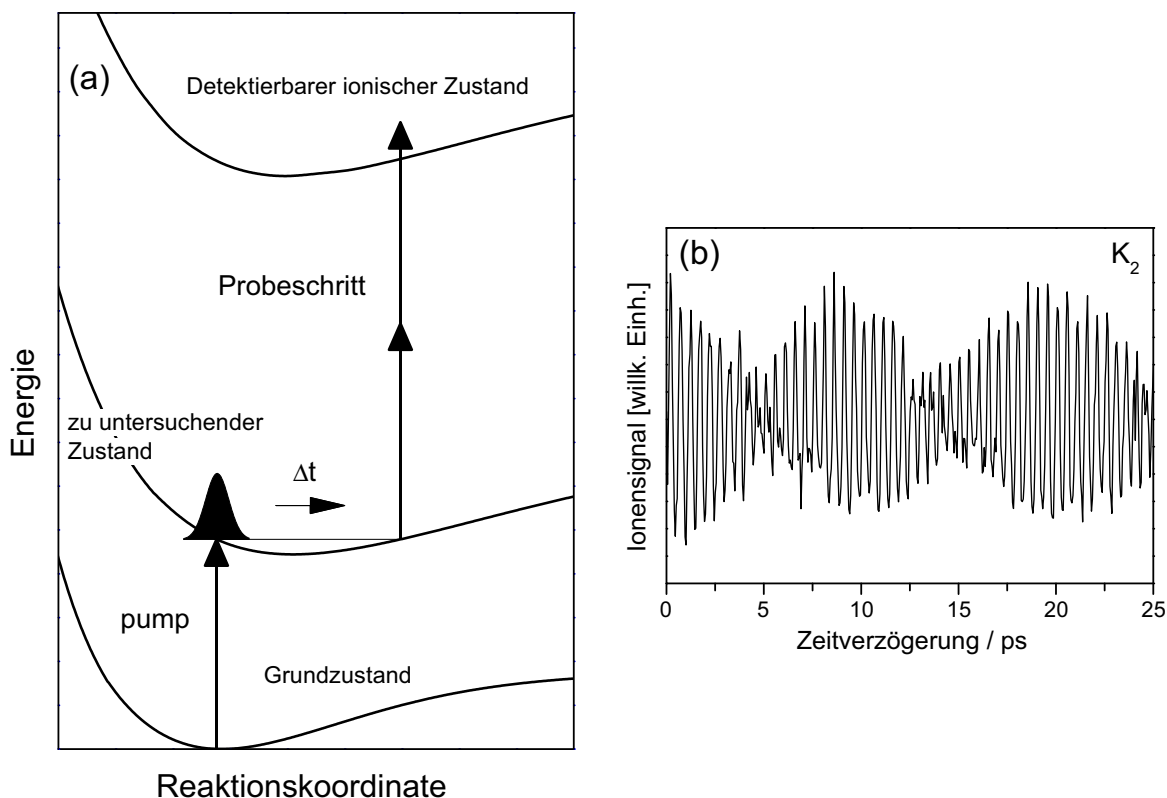 (a)
Detektierbarer ionischer Zustand
Probeschritt
Energie
zu untersuchender
Zustand
Δt
pump
Grundzustand
Reaktionskoordinate
(b)
K₂
Ionensignal [willk. Einh.]
0 5 10 15 20 25
Zeitverzögerung / ps